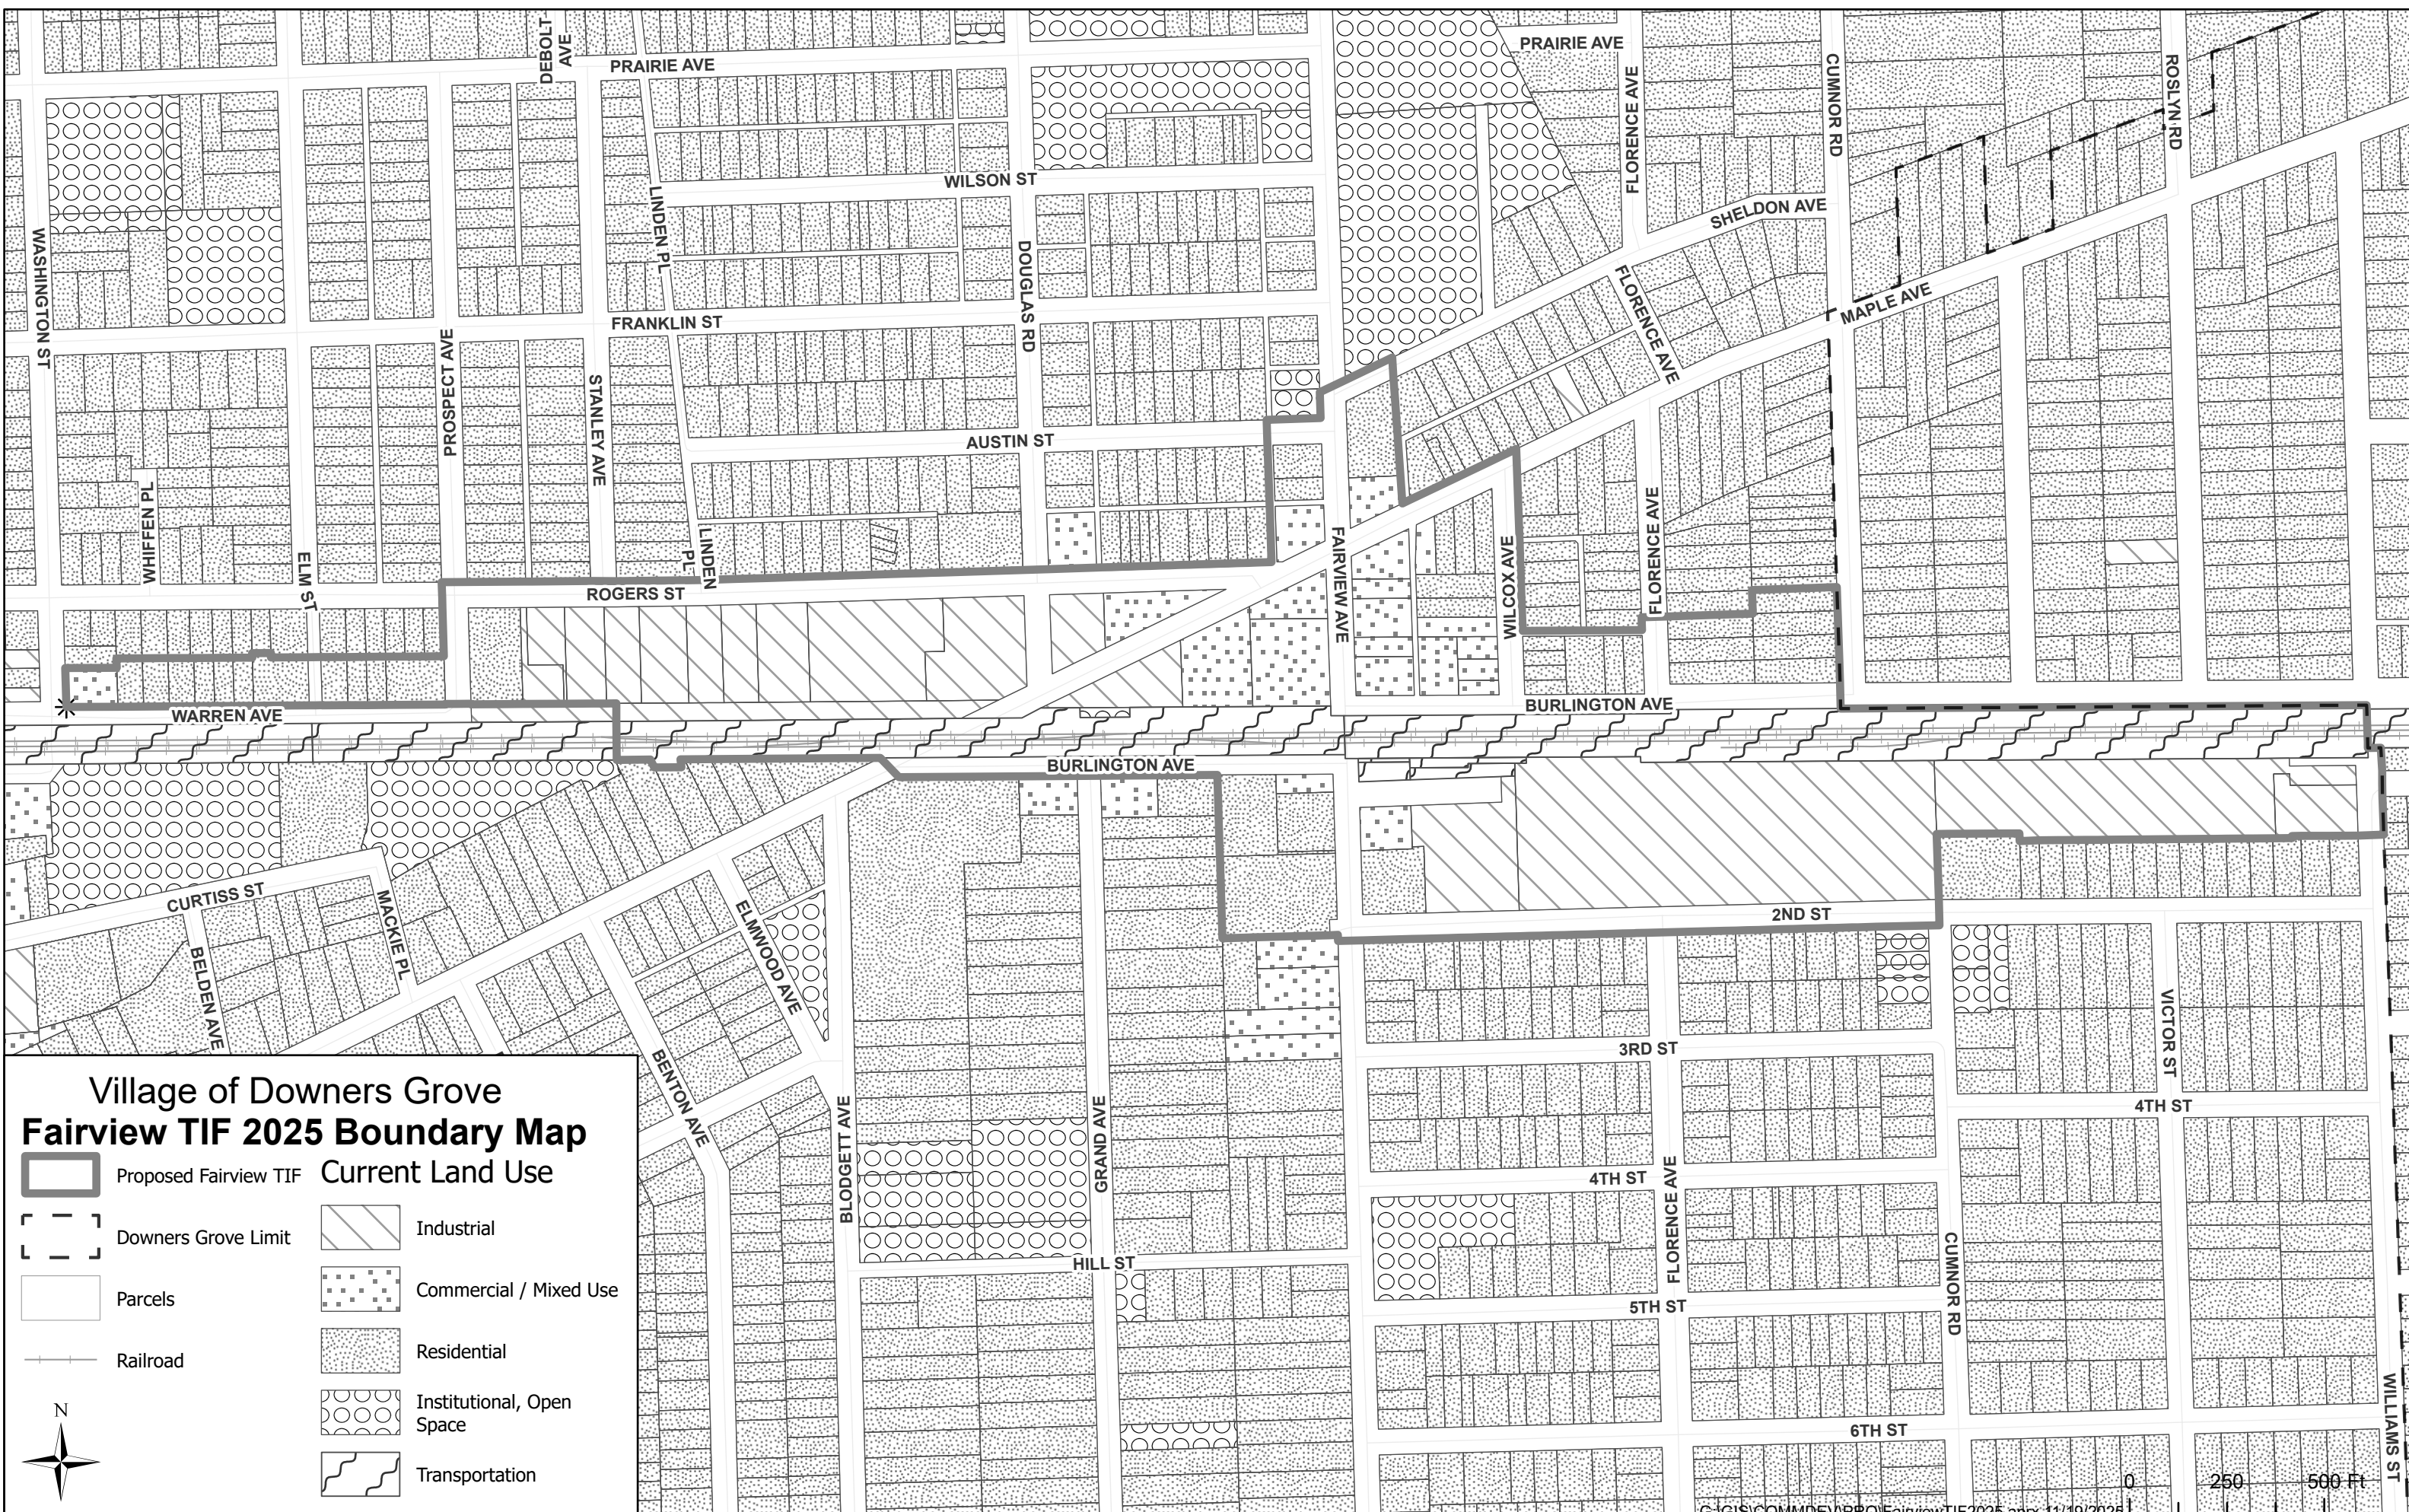 DEBOLT
AVE
PRAIRIE AVE
PRAIRIE AVE
FLORENCE AVE
CUMNOR RD
ROSLYN RD
WILSON ST
LINDEN PL
SHELDON AVE
WASHINGTON ST
DOUGLAS RD
FLORENCE AVE
MAPLE AVE
FRANKLIN ST
PROSPECT AVE
STANLEY AVE
AUSTIN ST
WHIFFEN PL
ELM ST
LINDEN
PL
FAIRVIEW AVE
WILCOX AVE
FLORENCE AVE
ROGERS ST
WARREN AVE
BURLINGTON AVE
BURLINGTON AVE
CURTISS ST
MACKIE PL
BELDEN AVE
ELMWOOD AVE
2ND ST
BENTON AVE
BLODGETT AVE
GRAND AVE
3RD ST
VICTOR ST
4TH ST
4TH ST
FLORENCE AVE
CUMNOR RD
HILL ST
5TH ST
6TH ST
WILLIAMS ST
Village of Downers Grove
Fairview TIF 2025 Boundary Map
Proposed Fairview TIF
Downers Grove Limit
Parcels
Railroad
Current Land Use
Industrial
Commercial / Mixed Use
Residential
Institutional, Open
Space
Transportation
N
0 250 500 Ft